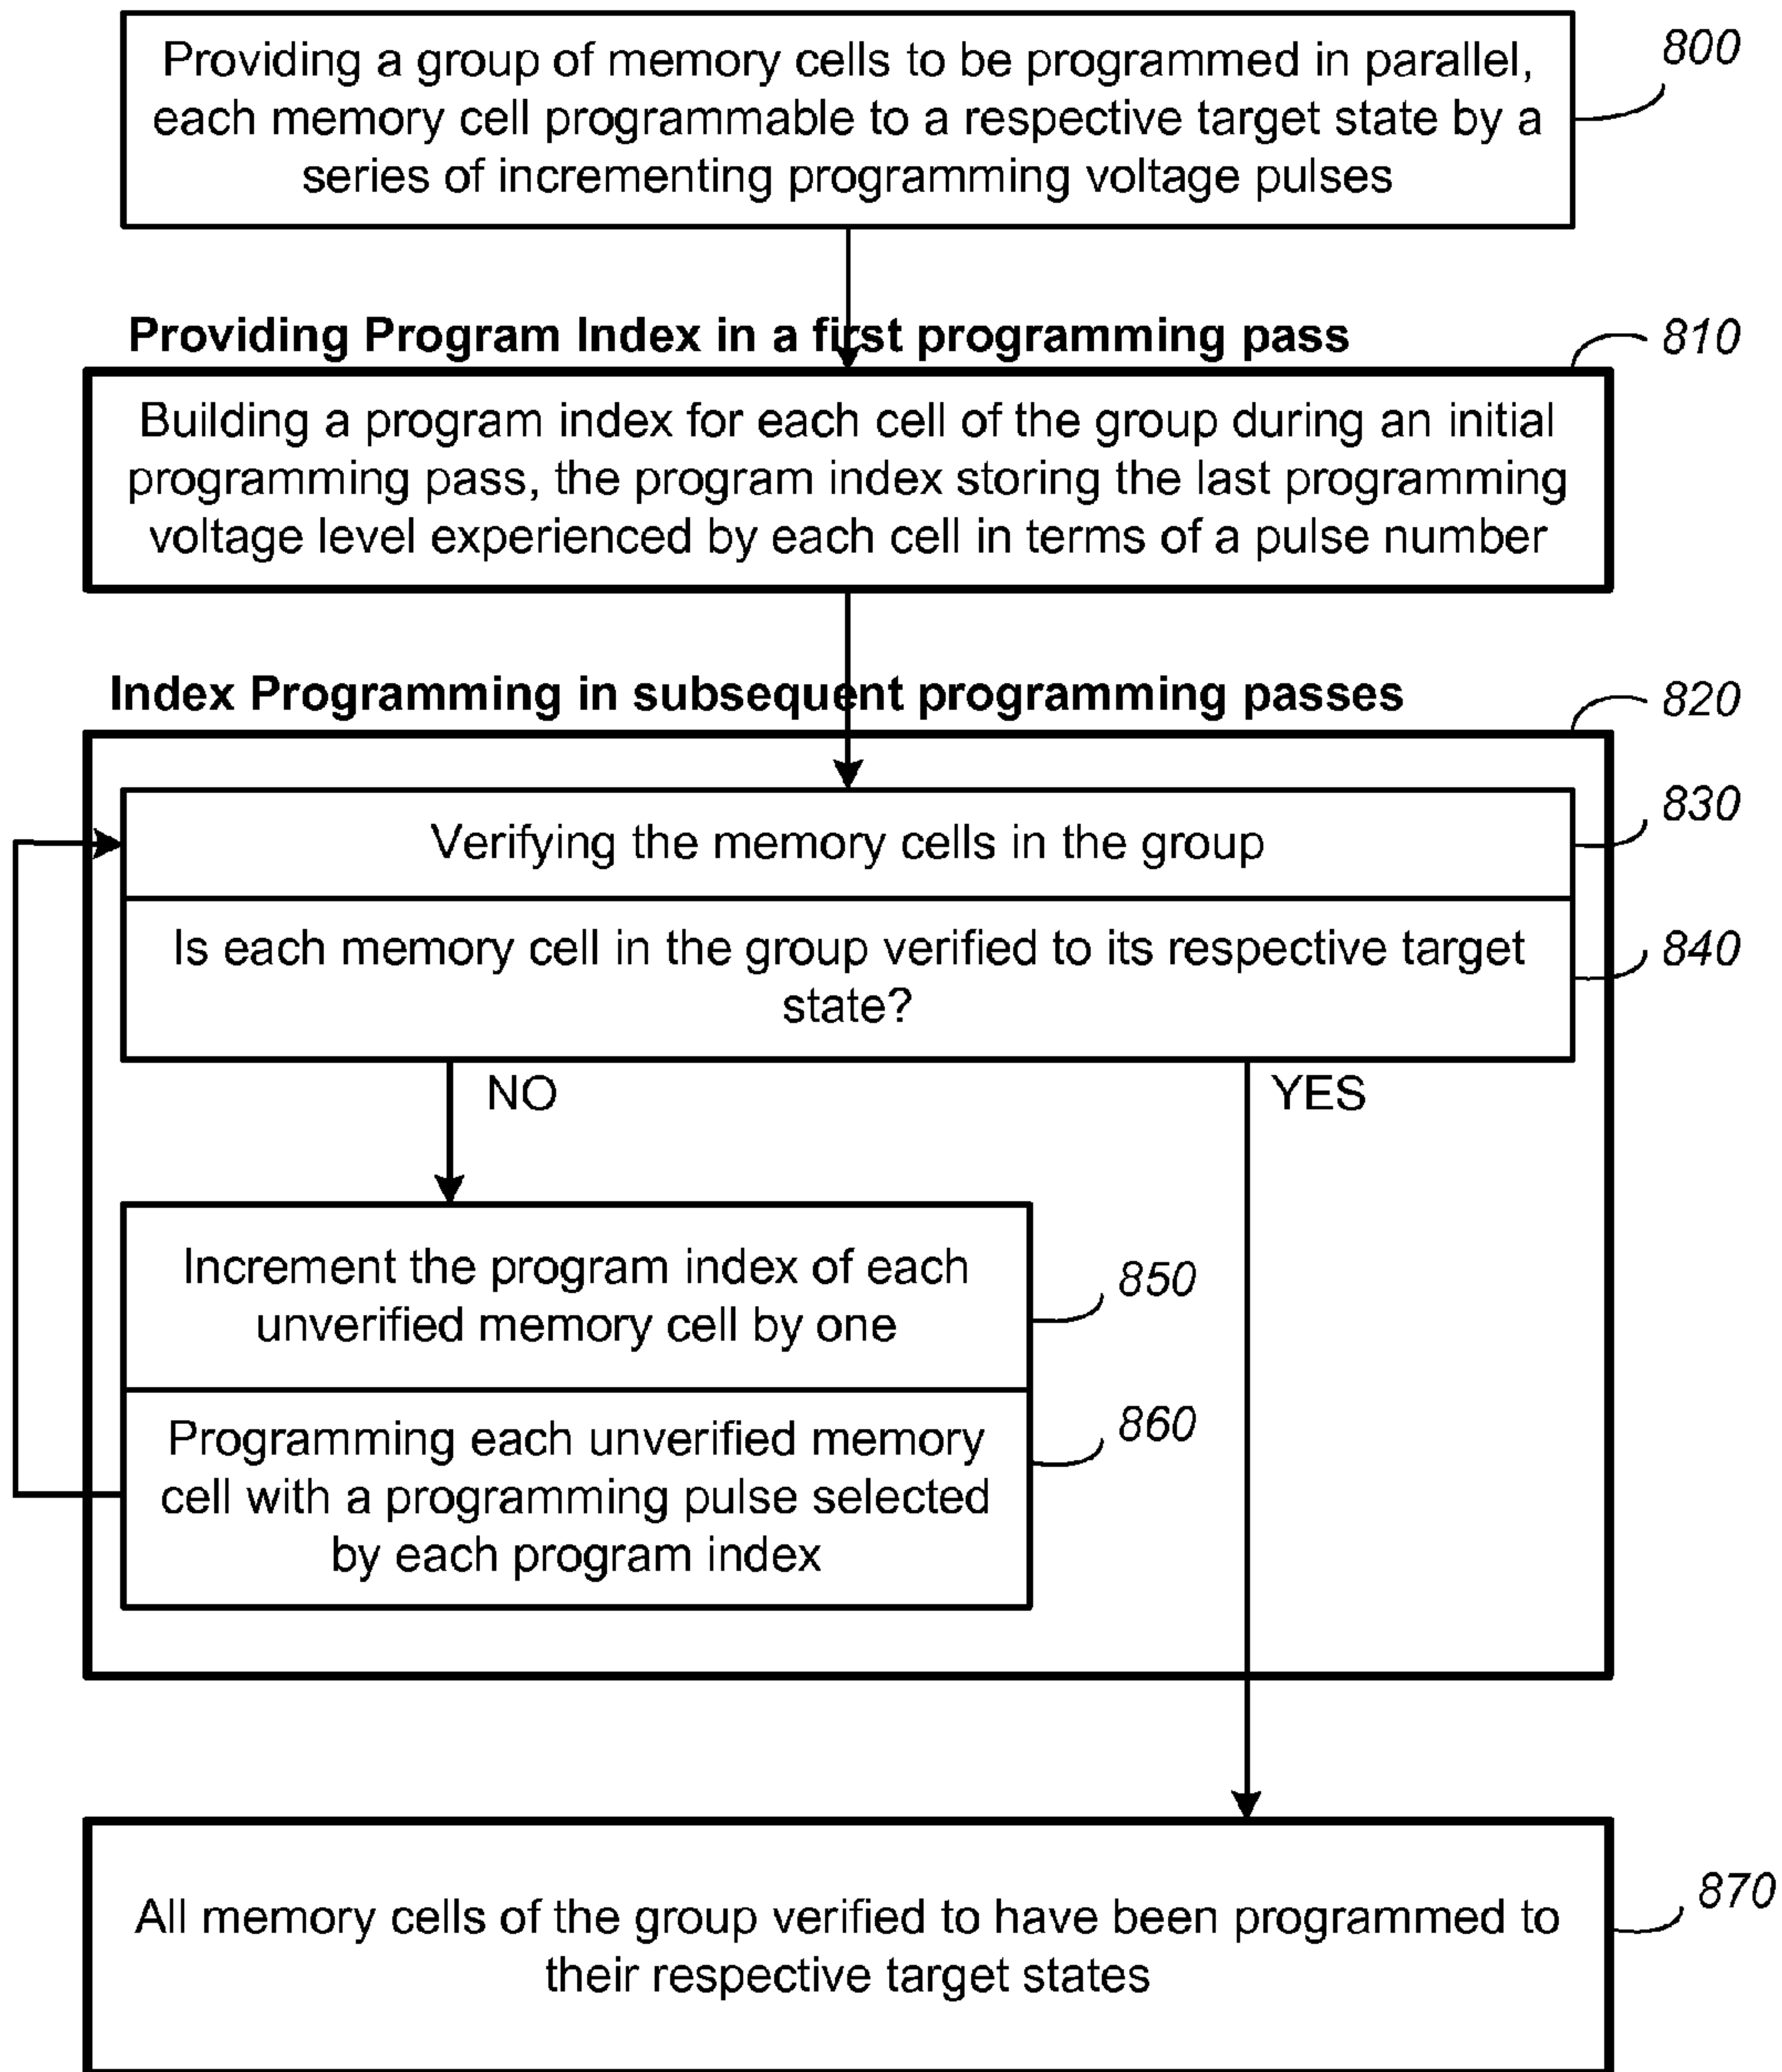 Providing a group of memory cells to be programmed in parallel,
each memory cell programmable to a respective target state by a
series of incrementing programming voltage pulses
800
Providing Program Index in a first programming pass
810
Building a program index for each cell of the group during an initial
programming pass, the program index storing the last programming
voltage level experienced by each cell in terms of a pulse number
Index Programming in subsequent programming passes
820
Verifying the memory cells in the group
830
Is each memory cell in the group verified to its respective target
state?
840
NO
YES
Increment the program index of each
unverified memory cell by one
850
Programming each unverified memory
cell with a programming pulse selected
by each program index
860
All memory cells of the group verified to have been programmed to
their respective target states
870